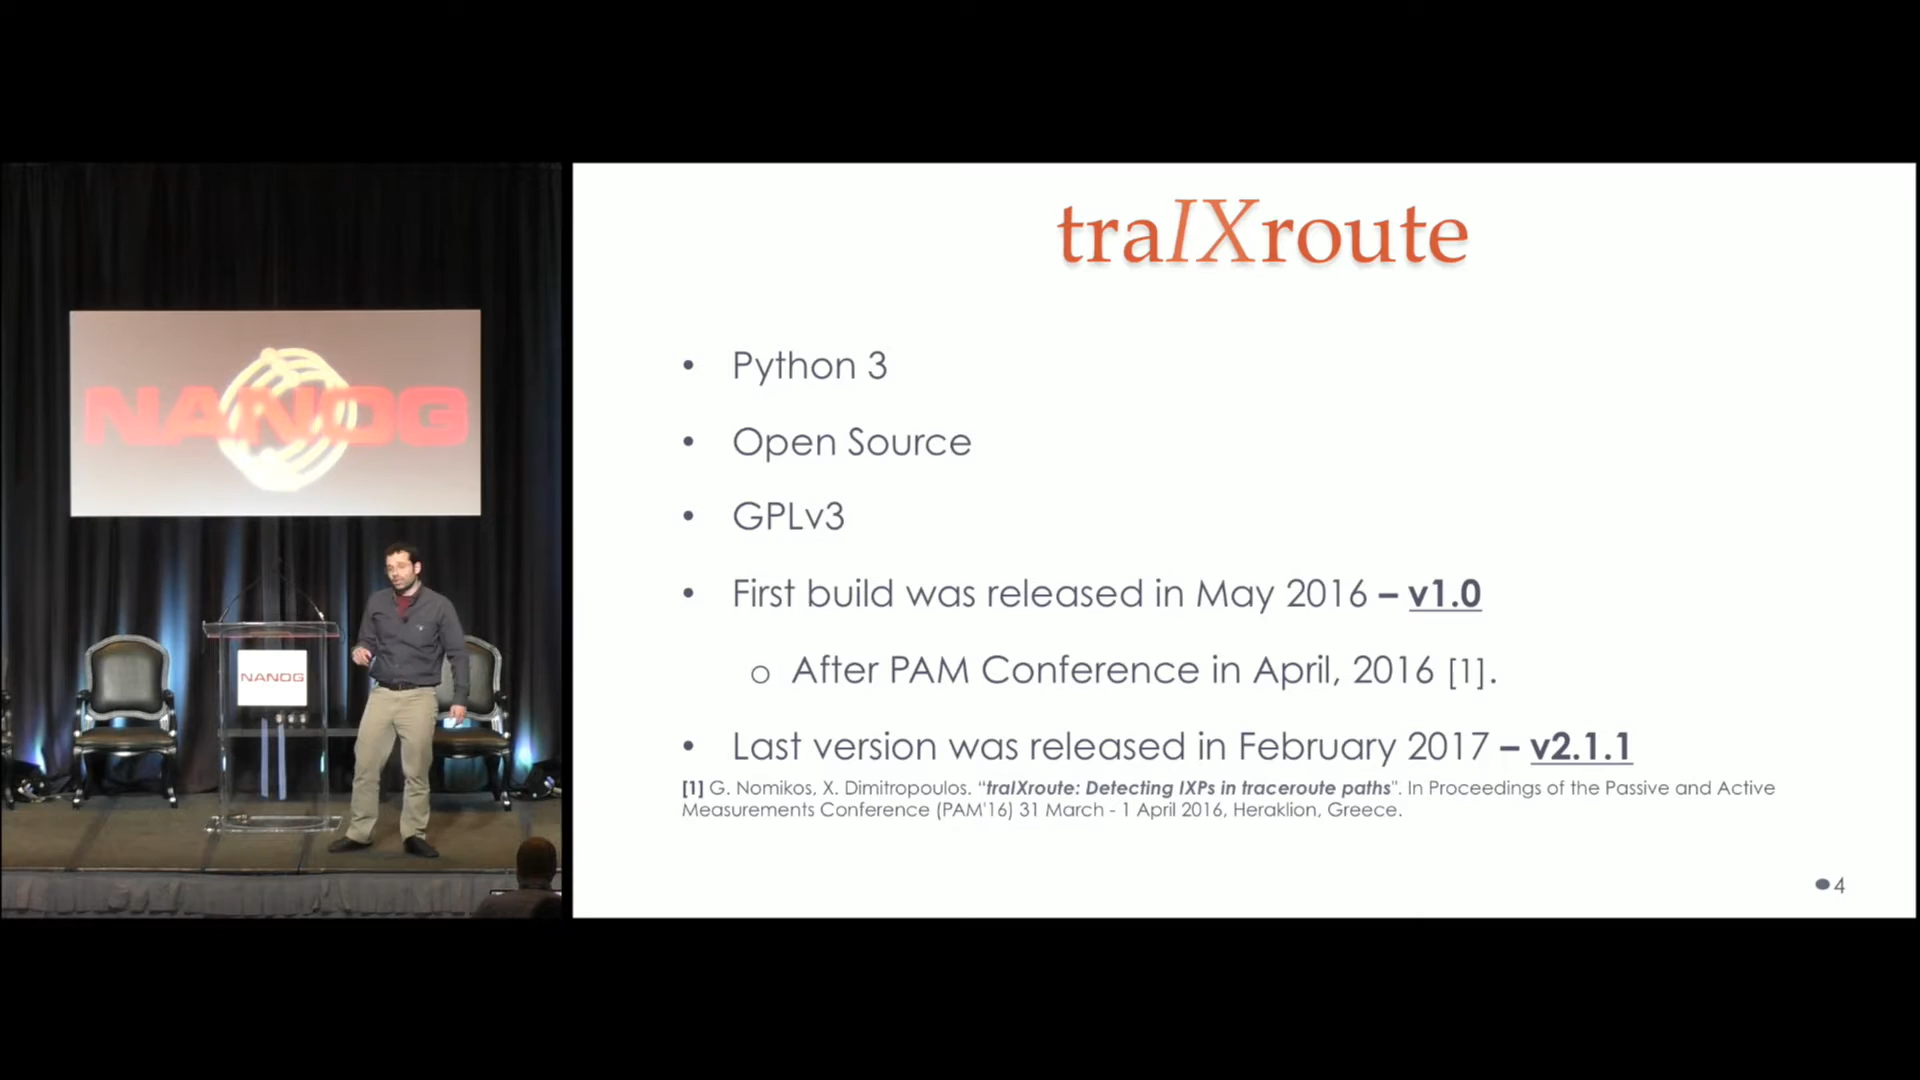 NANOG
NANOG
traIXroute
• Python 3
• Open Source
• GPLv3
• First build was released in May 2016 – v1.0
o After PAM Conference in April, 2016 [1].
• Last version was released in February 2017 – v2.1.1
[1] G. Nomikos, X. Dimitropoulos. "traIXroute: Detecting IXPs in traceroute paths". In Proceedings of the Passive and Active
Measurements Conference (PAM'16) 31 March - 1 April 2016, Heraklion, Greece.
4